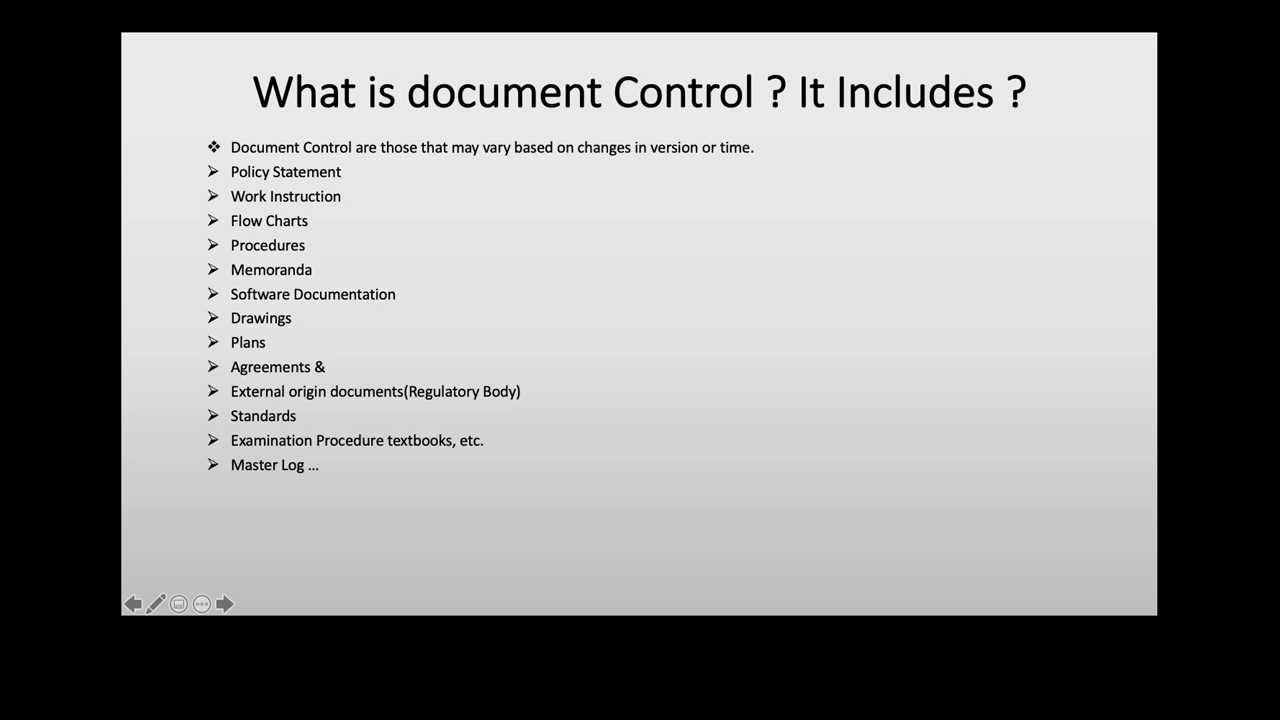 What is document Control ? It Includes ?
❖ Document Control are those that may vary based on changes in version or time.
➢ Policy Statement
➢ Work Instruction
➢ Flow Charts
➢ Procedures
➢ Memoranda
➢ Software Documentation
➢ Drawings
➢ Plans
➢ Agreements &
➢ External origin documents(Regulatory Body)
➢ Standards
➢ Examination Procedure textbooks, etc.
➢ Master Log ...